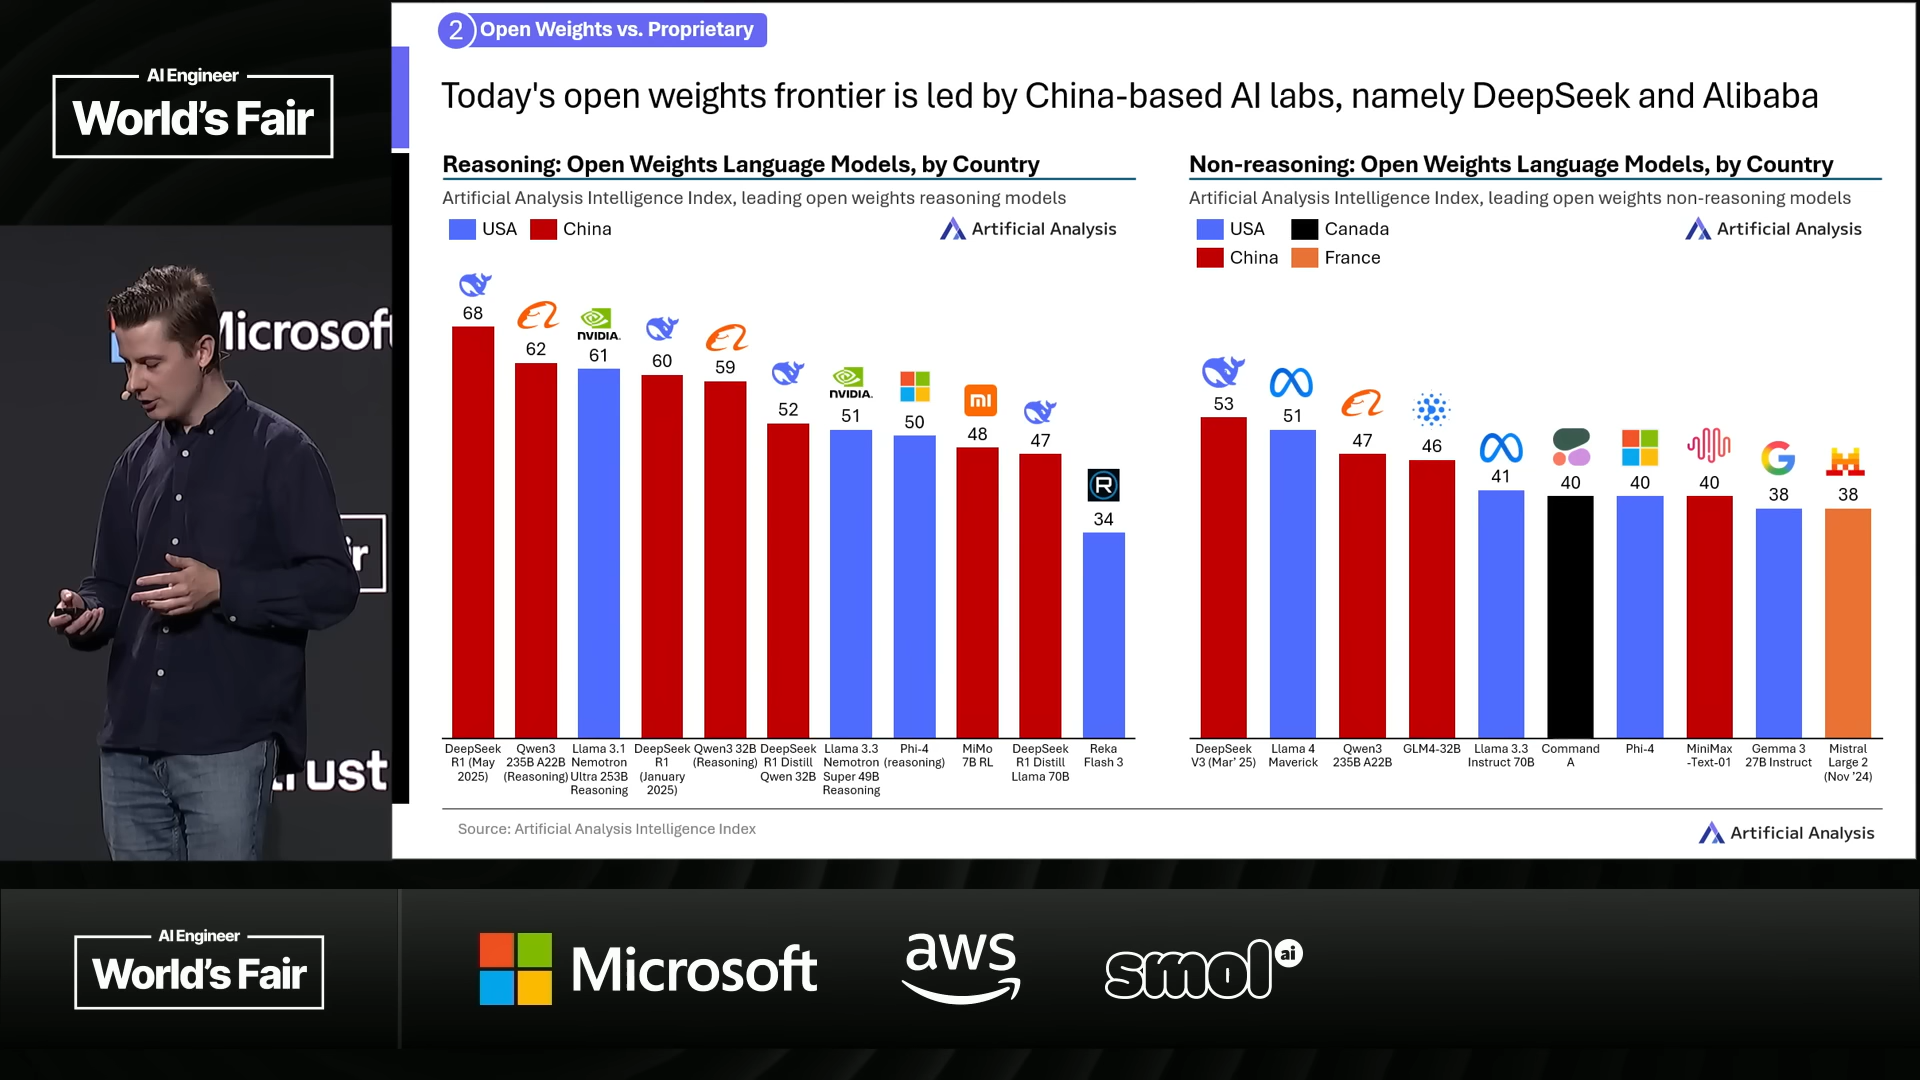 AI Engineer
World's Fair
Microsoft
r
trust
2 Open Weights vs. Proprietary
Today's open weights frontier is led by China-based AI labs, namely DeepSeek and Alibaba
Reasoning: Open Weights Language Models, by Country
Artificial Analysis Intelligence Index, leading open weights reasoning models
USA China
Artificial Analysis
68
62
NVIDIA.
61
60
59
52
NVIDIA.
51
50
mi
48
47
R
34
DeepSeek R1 (May 2025)
Qwen3 235B A22B (Reasoning)
Llama 3.1 Nemotron Ultra 253B Reasoning
DeepSeek R1 (January 2025)
Qwen3 32B (Reasoning)
DeepSeek R1 Distill Qwen 32B
Llama 3.3 Nemotron Super 49B Reasoning
Phi-4 (reasoning)
MiMo 7B RL
DeepSeek R1 Distill Llama 70B
Reka Flash 3
Non-reasoning: Open Weights Language Models, by Country
Artificial Analysis Intelligence Index, leading open weights non-reasoning models
USA Canada
China France
Artificial Analysis
53
51
47
46
41
40
40
40
38
38
DeepSeek V3 (Mar' 25)
Llama 4 Maverick
Qwen3 235B A22B
GLM4-32B
Llama 3.3 Instruct 70B
Command A
Phi-4
MiniMax -Text-01
Gemma 3 27B Instruct
Mistral Large 2 (Nov '24)
Source: Artificial Analysis Intelligence Index
Artificial Analysis
AI Engineer
World's Fair
Microsoft
aws
smol ai